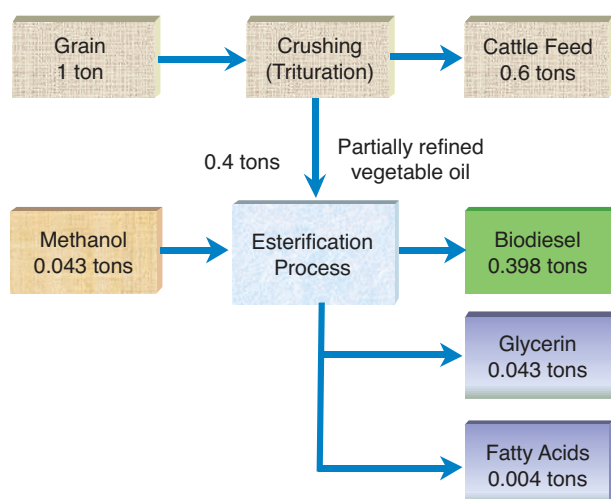 Grain
1 ton
Crushing
(Trituration)
Cattle Feed
0.6 tons
0.4 tons
Partially refined
vegetable oil
Methanol
0.043 tons
Esterification
Process
Biodiesel
0.398 tons
Glycerin
0.043 tons
Fatty Acids
0.004 tons